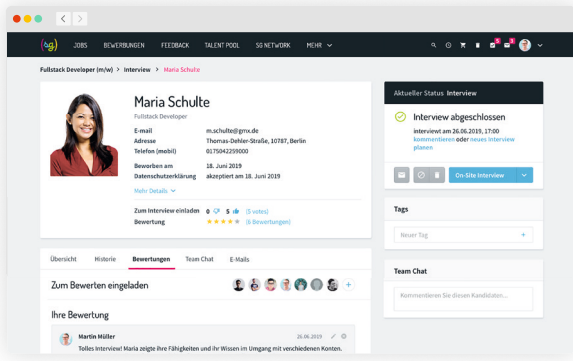 (sg) JOBS BEWERBUNGEN FEEDBACK TALENT POOL SG NETWORK MEHR 5 3
Fullstack Developer (m/w) > Interview > Maria Schulte
Maria Schulte
Fullstack Developer
E-mail m.schulte@gmx.de
Adresse Thomas-Dehler-Straße, 10787, Berlin
Telefon (mobil) 0175042259000
Beworben am 18. Juni 2019
Datenschutzerklärung akzeptiert am 18. Juni 2019
Mehr Details
Zum Interview einladen 0 5 (5 votes)
Bewertung (6 Bewertungen)
Aktueller Status Interview
Interview abgeschlossen
interviewt am 26.06.2019, 17:00
kommentieren oder neues Interview
planen
On-Site Interview
Tags
Neuer Tag +
Team Chat
Kommentieren Sie diesen Kandidaten...
Übersicht Historie Bewertungen Team Chat E-Mails
Zum Bewerten eingeladen +
Ihre Bewertung
Martin Müller 26.06.2019
Tolles Interview! Maria zeigte ihre Fähigkeiten und ihr Wissen im Umgang mit verschiedenen Konten.